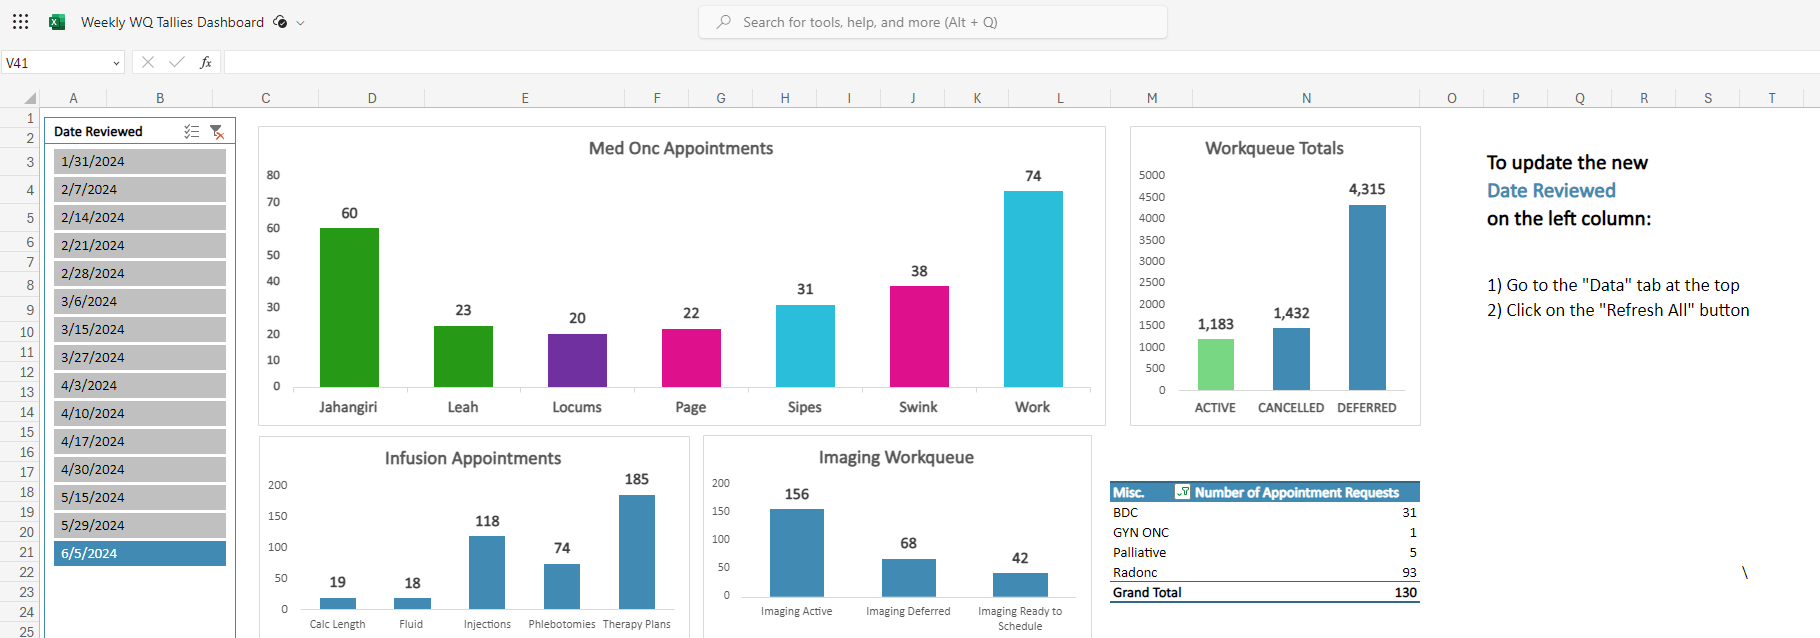 Weekly WQ Tallies Dashboard
Search for tools, help, and more (Alt + Q)
V41
fx
A B C D E F G H I J K L M N O P Q R S T
1
2
3
4
5
6
7
8
9
10
11
12
13
14
15
16
17
18
19
20
21
22
23
24
25
Date Reviewed
1/31/2024
2/7/2024
2/14/2024
2/21/2024
2/28/2024
3/6/2024
3/15/2024
3/27/2024
4/3/2024
4/10/2024
4/17/2024
4/30/2024
5/15/2024
5/29/2024
6/5/2024
Med Onc Appointments
80
70
60
50
40
30
20
10
0
60 23 20 22 31 38 74
Jahangiri Leah Locums Page Sipes Swink Work
Workqueue Totals
5000
4500
4000
3500
3000
2500
2000
1500
1000
500
0
1,183 1,432 4,315
ACTIVE CANCELLED DEFERRED
To update the new
Date Reviewed
on the left column:
1) Go to the "Data" tab at the top
2) Click on the "Refresh All" button
Infusion Appointments
200
150
100
50
0
19 18 118 74 185
Calc Length Fluid Injections Phlebotomies Therapy Plans
Imaging Workqueue
200
150
100
50
0
156 68 42
Imaging Active Imaging Deferred Imaging Ready to
Schedule
Misc. Number of Appointment Requests
BDC 31
GYN ONC 1
Palliative 5
Radonc 93
Grand Total 130
\